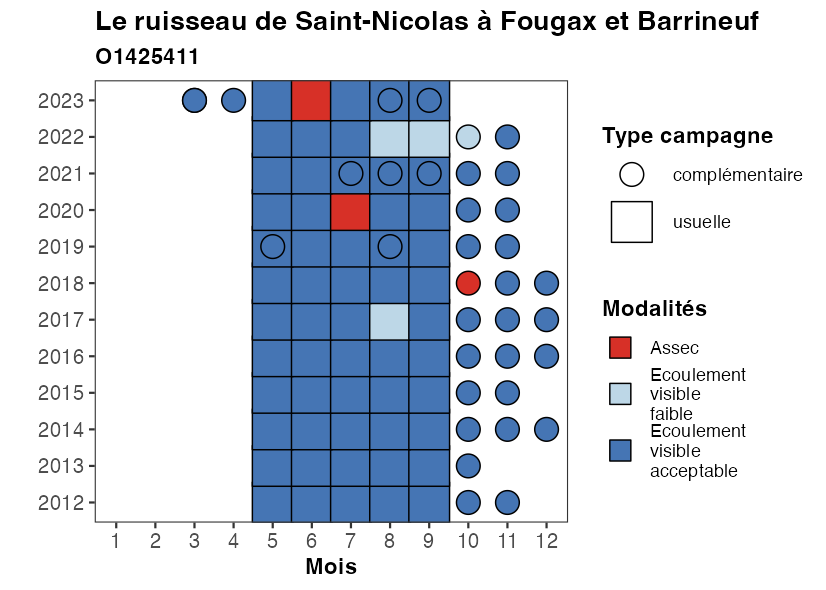 Le ruisseau de Saint-Nicolas à Fougax et Barrineuf
O1425411
2023
2022
2021
2020
2019
2018
2017
2016
2015
2014
2013
2012
1 2 3 4 5 6 7 8 9 10 11 12
Mois
Type campagne
complémentaire
usuelle
Modalités
Assec
Ecoulement
visible
faible
Ecoulement
visible
acceptable